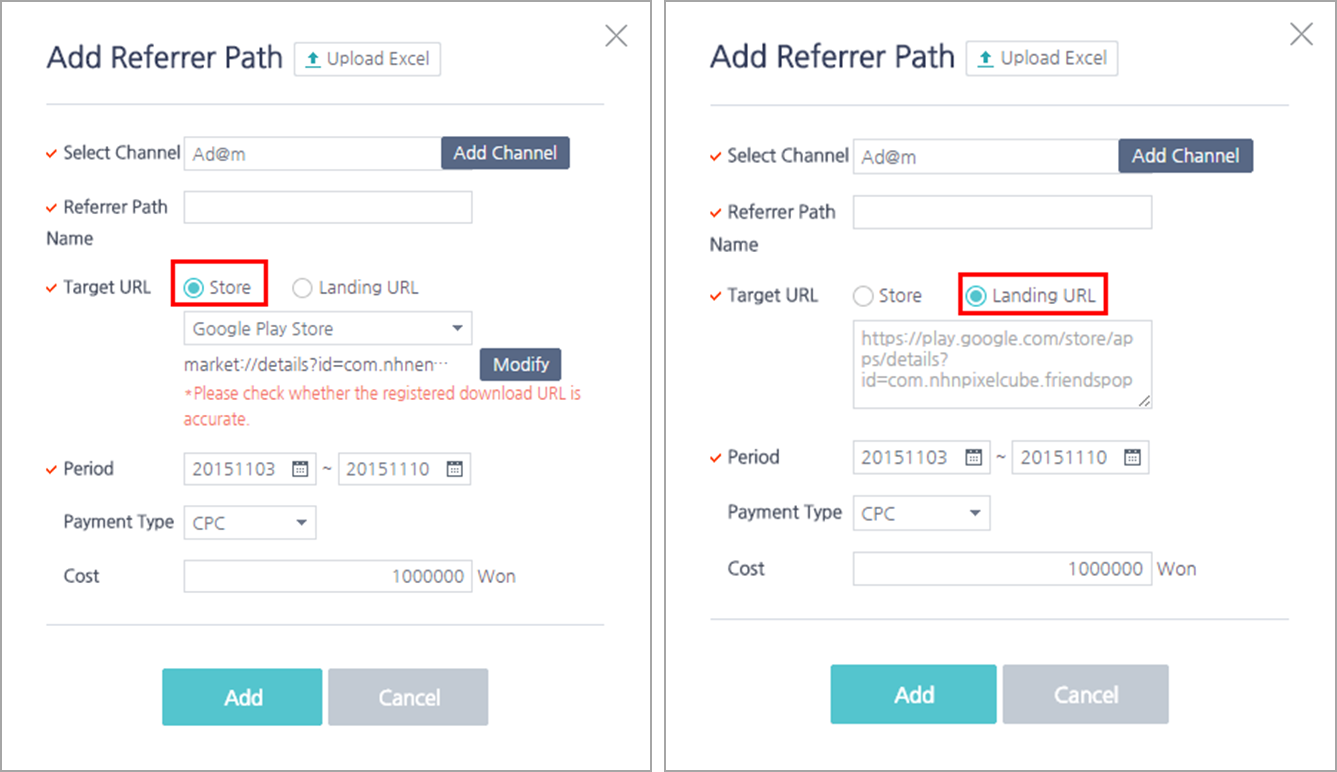 Add Referrer Path
Upload Excel
Select Channel
Ad@m
Add Channel
Referrer Path
Name
Target URL
Store
Landing URL
Google Play Store
market://details?id=com.nhnen···
Modify
*Please check whether the registered download URL is
accurate.
Period
20151103 ~ 20151110
Payment Type
CPC
Cost
1000000 Won
Add
Cancel
Add Referrer Path
Upload Excel
Select Channel
Ad@m
Add Channel
Referrer Path
Name
Target URL
Store
Landing URL
https://play.google.com/store/ap
ps/details?
id=com.nhnpixelcube.friendspop
Period
20151103 ~ 20151110
Payment Type
CPC
Cost
1000000 Won
Add
Cancel